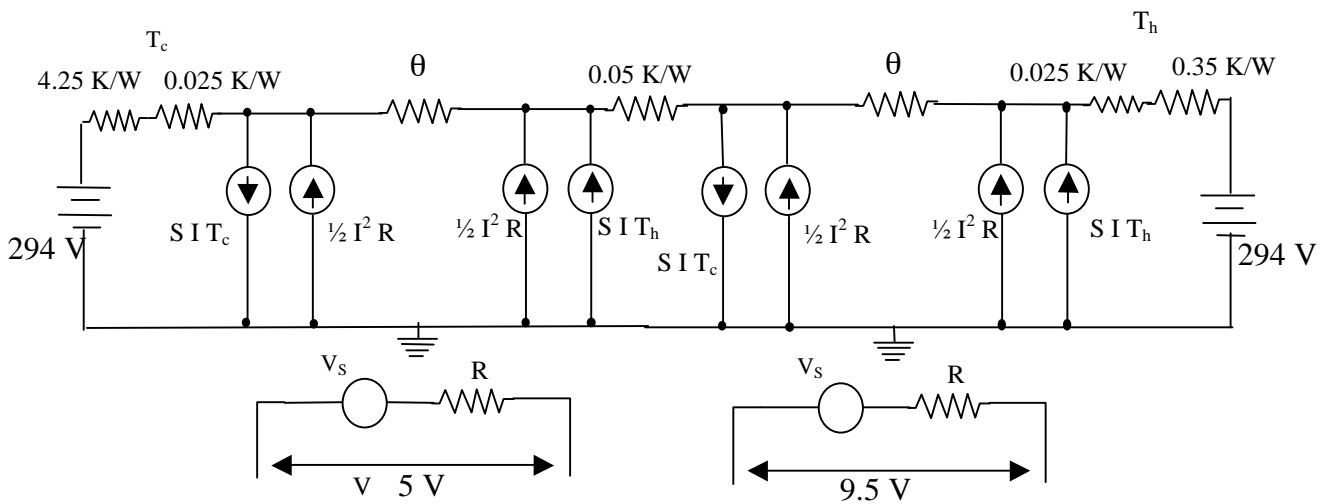 T_c
T_h
4.25 K/W
0.025 K/W
θ
0.05 K/W
θ
0.025 K/W
0.35 K/W
294 V
S I T_c
½ I² R
½ I² R
S I T_h
S I T_c
½ I² R
½ I² R
S I T_h
294 V
V_S
R
V_S
R
V 5 V
9.5 V